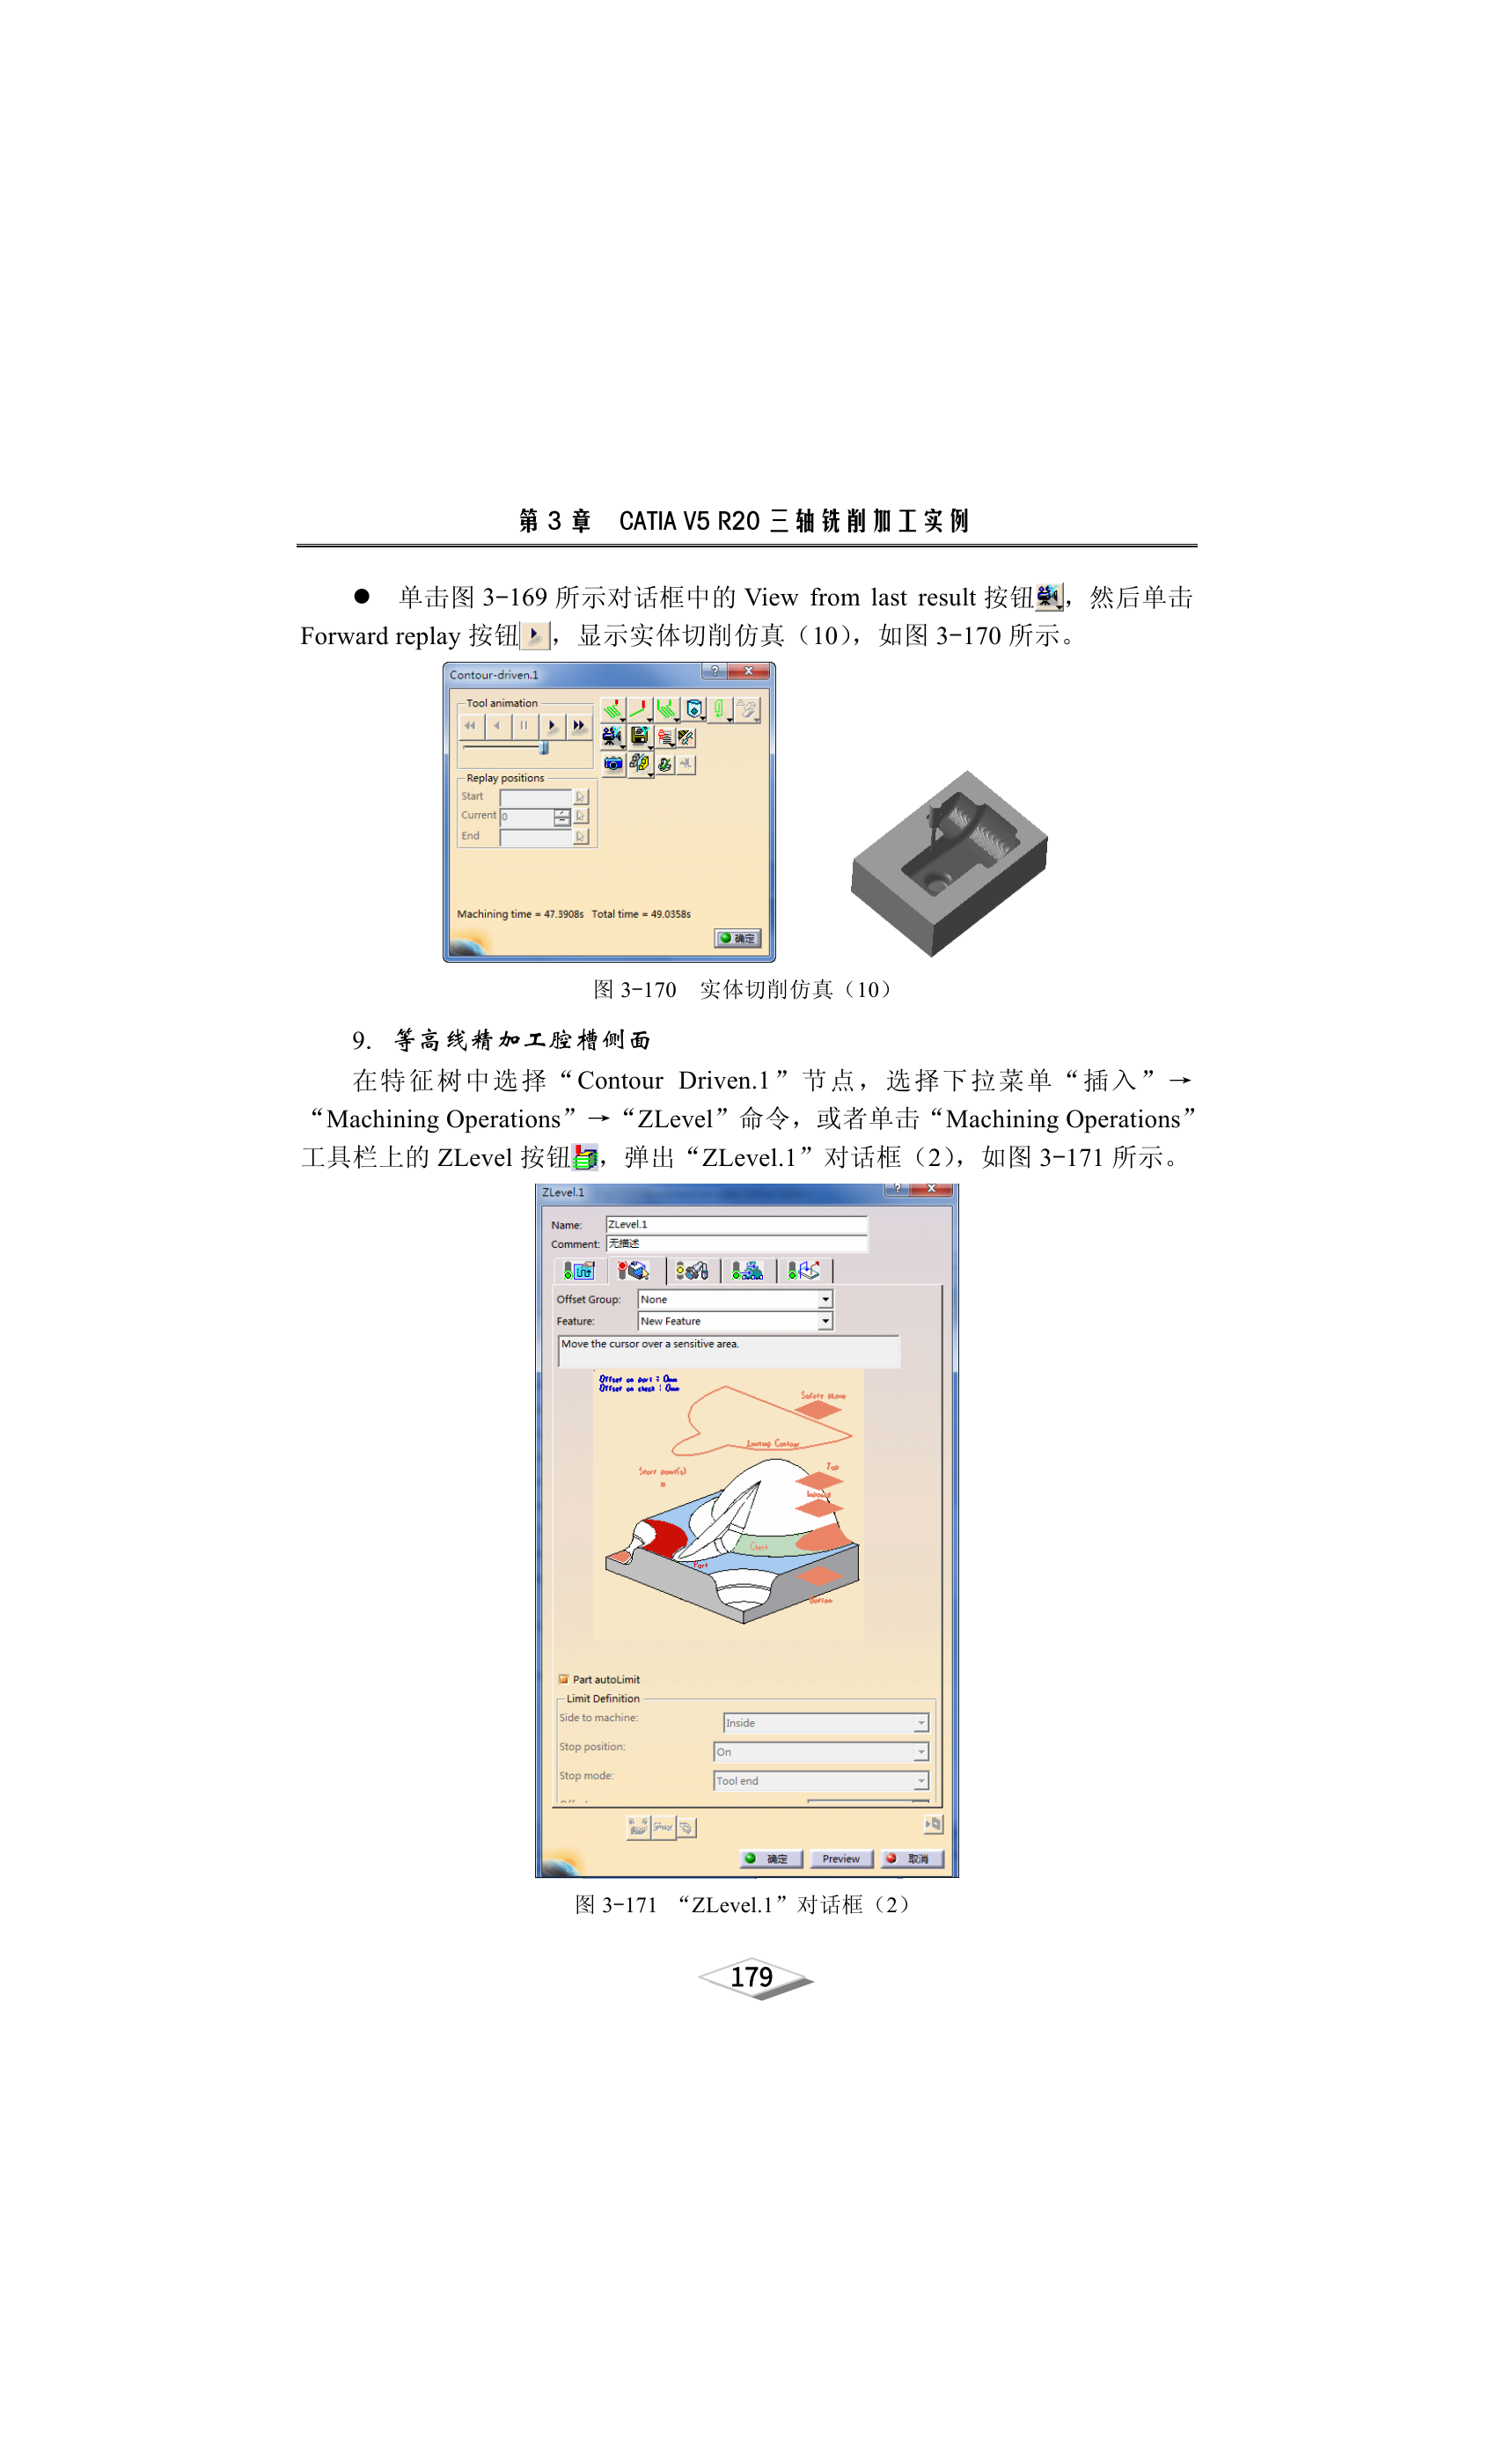 第 3 章 CATIA V5 R20 三轴铣削加工实例
● 单击图 3-169 所示对话框中的 View from last result 按钮，然后单击
Forward replay 按钮，显示实体切削仿真（10），如图 3-170 所示。
Contour-driven.1
Tool animation
Replay positions
Start
Current 0
End
Machining time = 47.3908s Total time = 49.0358s
确定
图 3-170 实体切削仿真（10）
9. 等高线精加工腔槽侧面
在特征树中选择“Contour Driven.1”节点，选择下拉菜单“插入”→
“Machining Operations”→“ZLevel”命令，或者单击“Machining Operations”
工具栏上的 ZLevel 按钮，弹出“ZLevel.1”对话框（2），如图 3-171 所示。
ZLevel.1
Name: ZLevel.1
Comment: 无描述
Offset Group: None
Feature: New Feature
Move the cursor over a sensitive area.
Offset on part : 0mm
Offset on check : 0mm
Safety plane
Limiting Contour
Start point(s)
Top
Imposed
Check
Part
Bottom
Part autoLimit
Limit Definition
Side to machine: Inside
Stop position: On
Stop mode: Tool end
确定 Preview 取消
图 3-171 “ZLevel.1”对话框（2）
179